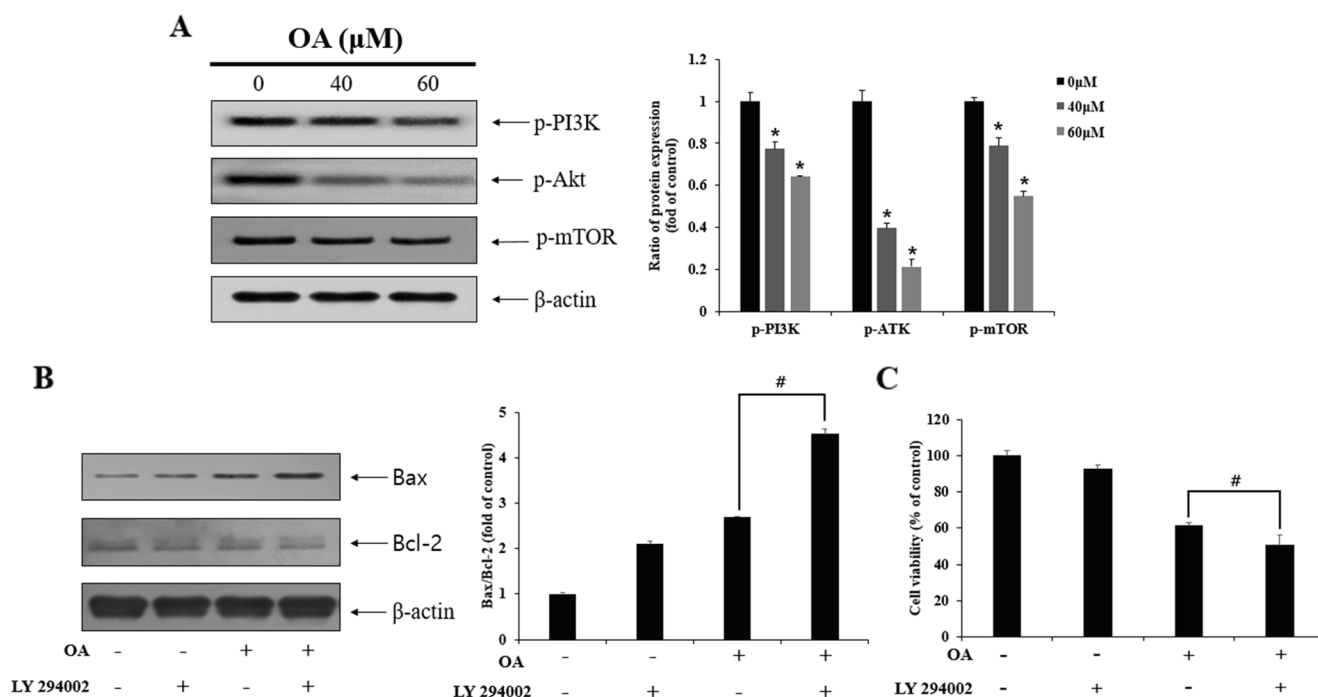 A
OA (μM)
0 40 60
p-PI3K
p-Akt
p-mTOR
β-actin
Ratio of protein expression
(fod of control)
1.2
1
0.8
0.6
0.4
0.2
0
* * * * * *
p-PI3K p-ATK p-mTOR
0μM
40μM
60μM
B
Bax
Bcl-2
β-actin
OA - - + +
LY 294002 - + - +
Bax/Bcl-2 (fold of control)
5
4
3
2
1
0
#
- - + +
LY 294002 - + - +
C
Cell viability (% of control)
120
100
80
60
40
20
0
#
OA - - + +
LY 294002 - + - +